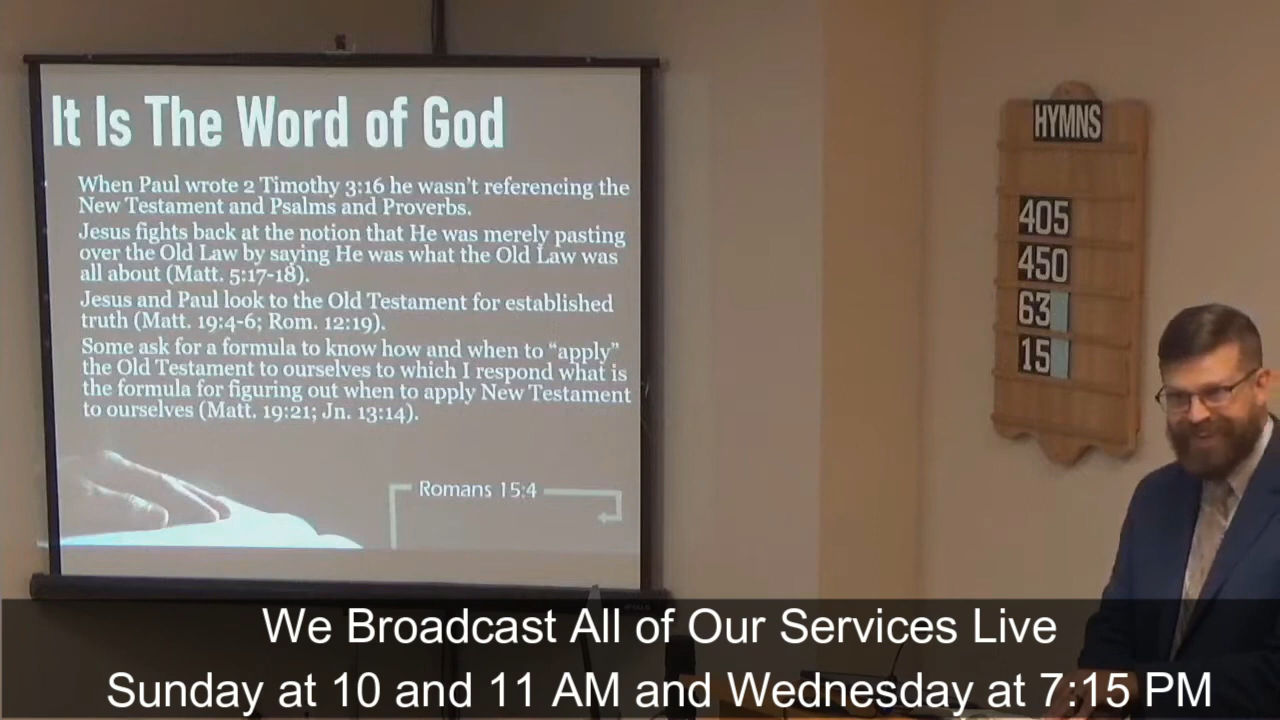 It Is The Word of God
When Paul wrote 2 Timothy 3:16 he wasn't referencing the
New Testament and Psalms and Proverbs.
Jesus fights back at the notion that He was merely pasting
over the Old Law by saying He was what the Old Law was
all about (Matt. 5:17-18).
Jesus and Paul look to the Old Testament for established
truth (Matt. 19:4-6; Rom. 12:19).
Some ask for a formula to know how and when to “apply”
the Old Testament to ourselves to which I respond what is
the formula for figuring out when to apply New Testament
to ourselves (Matt. 19:21; Jn. 13:14).
Romans 15:4
HYMNS
405
450
63
15
We Broadcast All of Our Services Live
Sunday at 10 and 11 AM and Wednesday at 7:15 PM